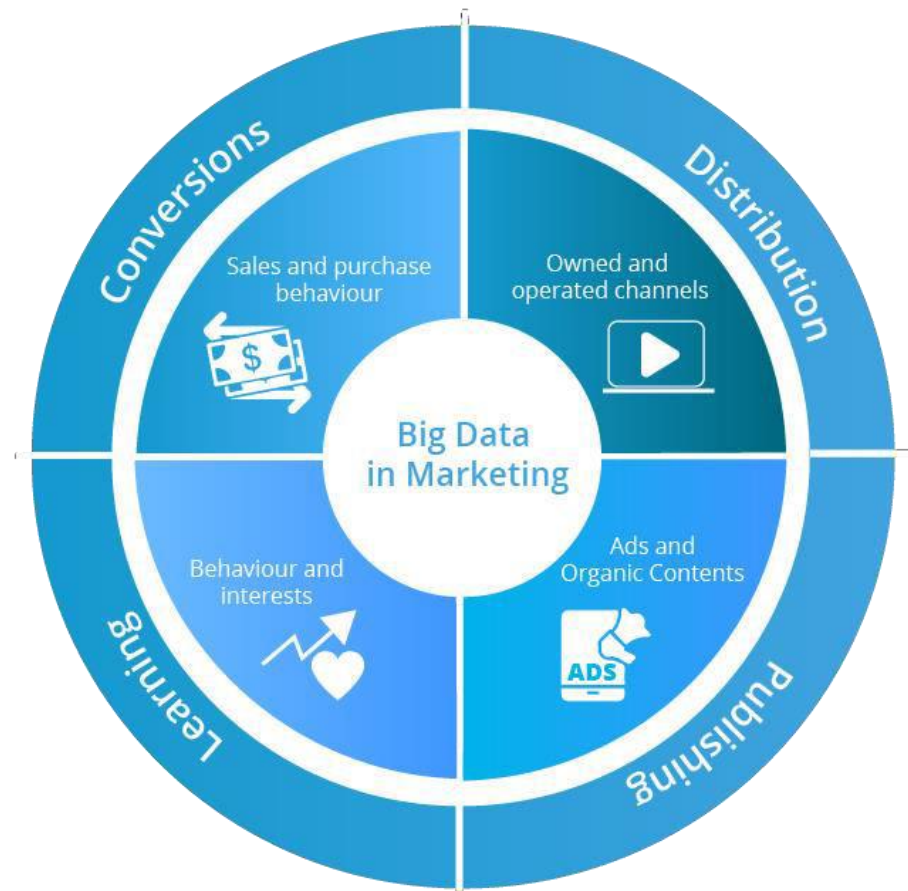 Conversions
Distribution
Sales and purchase
behaviour
$
Owned and
operated channels
Big Data
in Marketing
Behaviour and
interests
Ads and
Organic Contents
ADS
Learning
Publishing